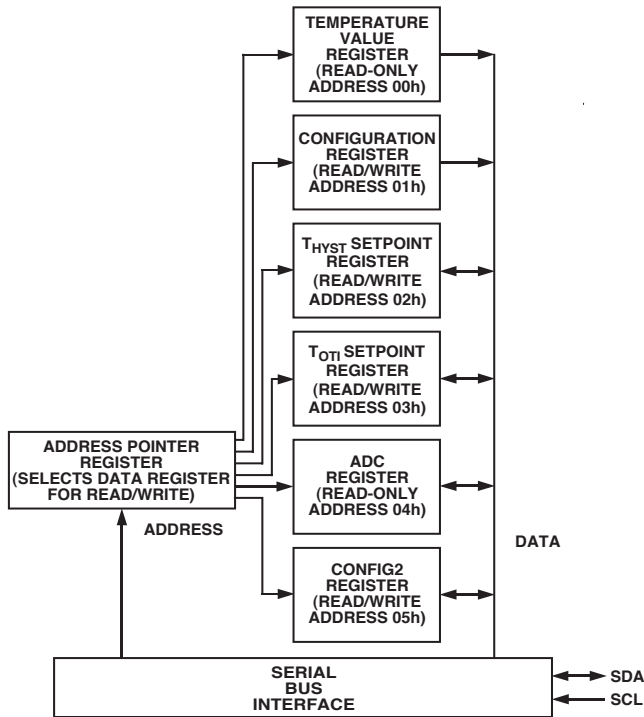 TEMPERATURE
VALUE
REGISTER
(READ-ONLY
ADDRESS 00h)
CONFIGURATION
REGISTER
(READ/WRITE
ADDRESS 01h)
THYST SETPOINT
REGISTER
(READ/WRITE
ADDRESS 02h)
TOTI SETPOINT
REGISTER
(READ/WRITE
ADDRESS 03h)
ADDRESS POINTER
REGISTER
(SELECTS DATA REGISTER
FOR READ/WRITE)
ADC
REGISTER
(READ-ONLY
ADDRESS 04h)
ADDRESS
DATA
CONFIG2
REGISTER
(READ/WRITE
ADDRESS 05h)
SERIAL
BUS
INTERFACE
SDA
SCL